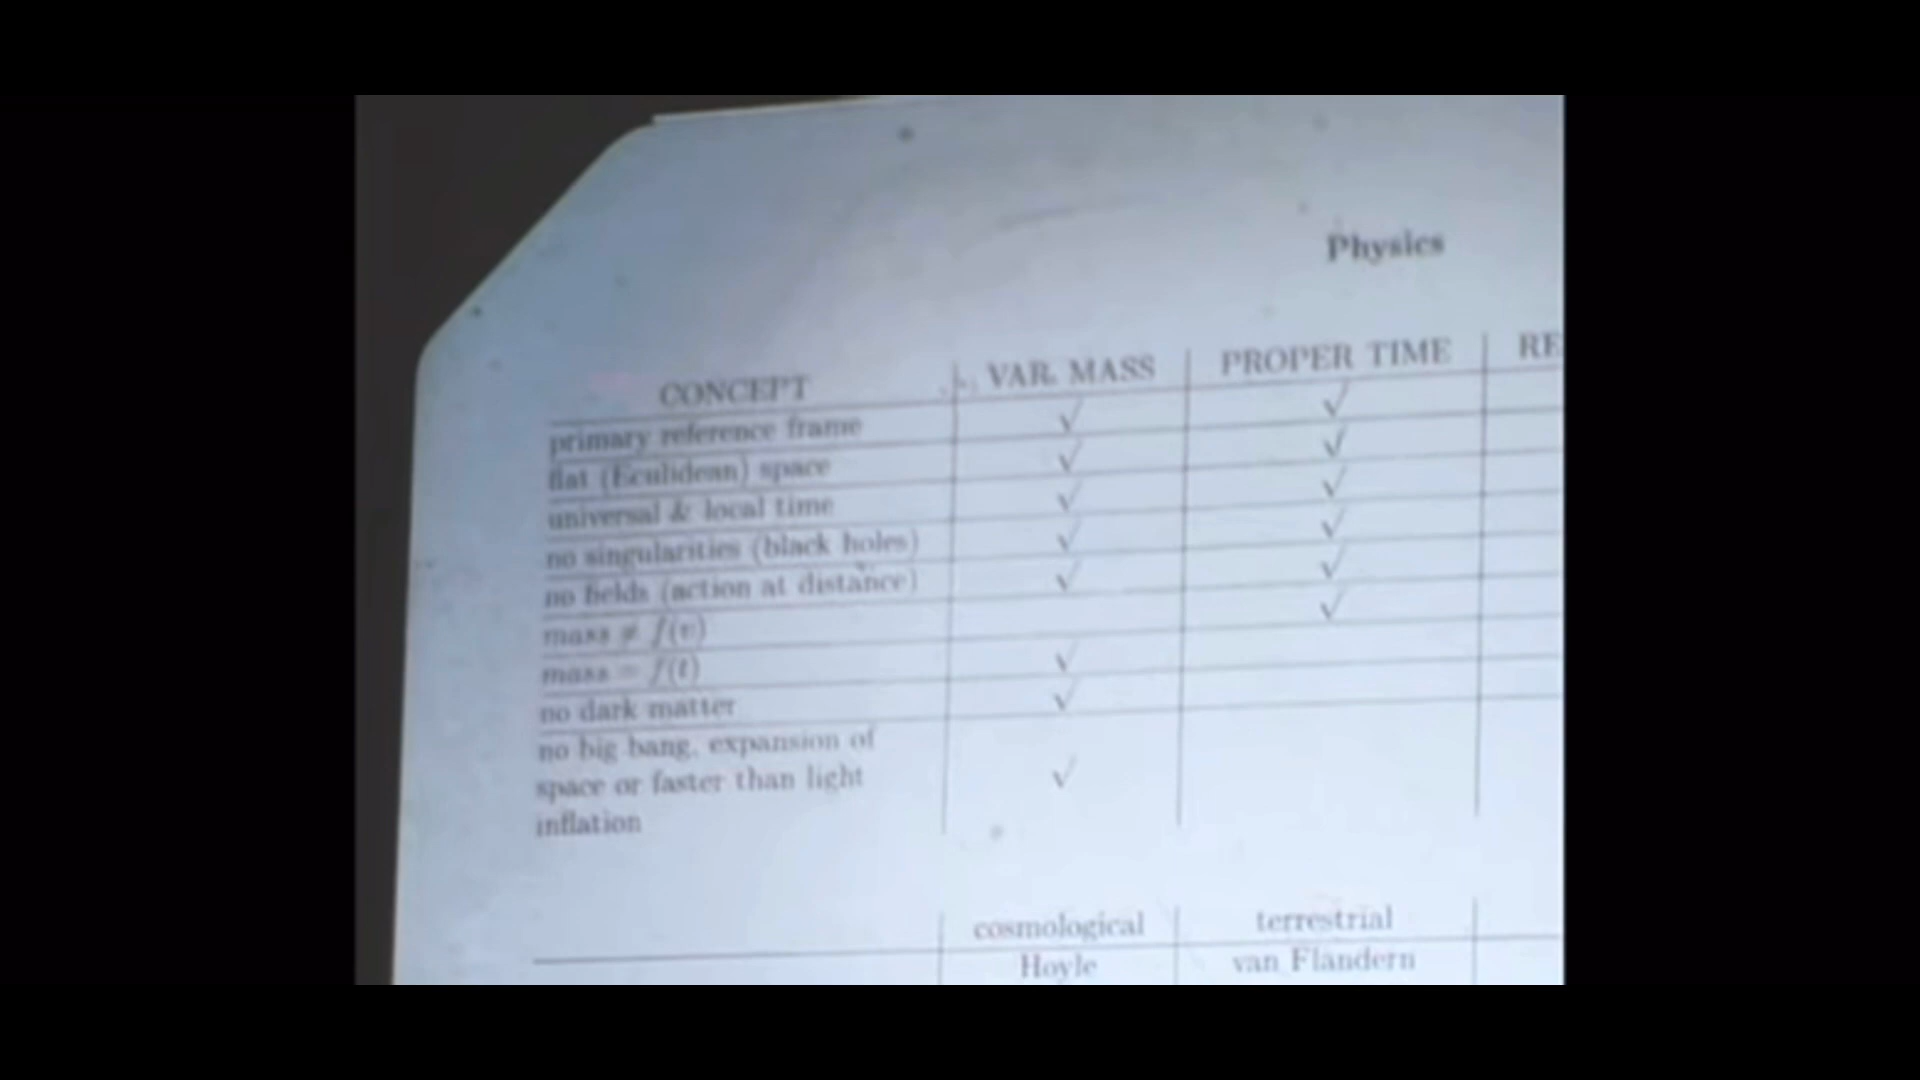 Physics
CONCEPT VAR. MASS PROPER TIME RE
primary reference frame √ √
flat (Eculidean) space √ √
universal & local time √ √
no singularities (black holes) √ √
no fields (action at distance) √ √
mass ≠ f(v) √
mass = f(t) √
no dark matter √
no big bang, expansion of
space or faster than light √
inflation
cosmological terrestrial
Hoyle van Flandern